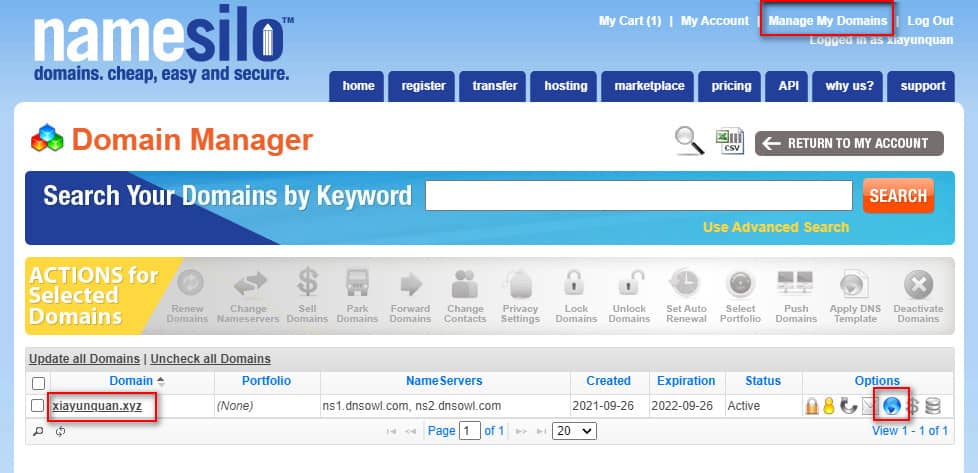 namesilo™
domains. cheap, easy and secure.
My Cart (1) | My Account | Manage My Domains | Log Out
Logged in as xiayunquan
home register transfer hosting marketplace pricing API why us? support
Domain Manager
CSV
RETURN TO MY ACCOUNT
Search Your Domains by Keyword
SEARCH
Use Advanced Search
ACTIONS for
Selected
Domains
Renew Domains
Change Nameservers
Sell Domains
Park Domains
Forward Domains
Change Contacts
Privacy Settings
Lock Domains
Unlock Domains
Set Auto Renewal
Select Portfolio
Push Domains
Apply DNS Template
Deactivate Domains
Update all Domains | Uncheck all Domains
Domain Portfolio NameServers Created Expiration Status Options
xiayunquan.xyz (None) ns1.dnsowl.com, ns2.dnsowl.com 2021-09-26 2022-09-26 Active
Page 1 of 1 20 View 1 - 1 of 1